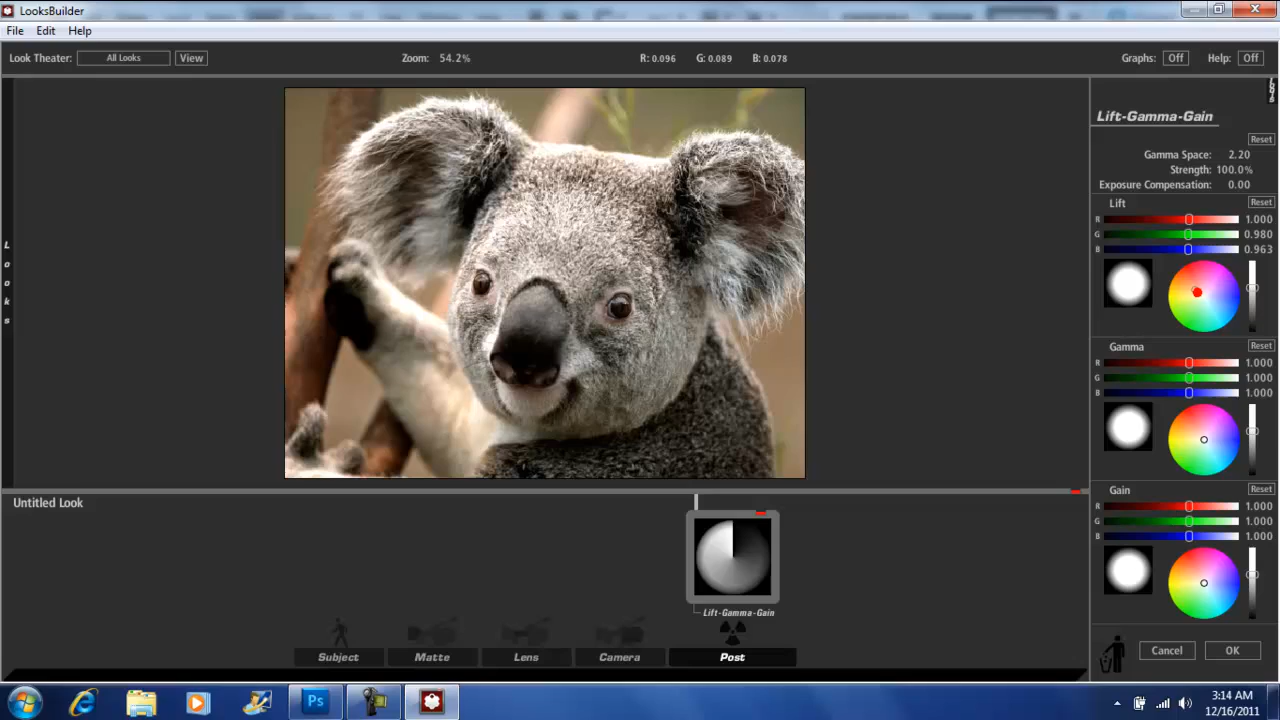 LooksBuilder
File Edit Help
Look Theater: All Looks View Zoom: 54.2% R: 0.096 G: 0.089 B: 0.078 Graphs: Off Help: Off
Lift-Gamma-Gain
Reset
Gamma Space: 2.20
Strength: 100.0%
Exposure Compensation: 0.00
Lift Reset
R 1.000
G 0.980
B 0.963
Looks
Gamma Reset
R 1.000
G 1.000
B 1.000
Gain Reset
R 1.000
G 1.000
B 1.000
Untitled Look
Lift-Gamma-Gain
Subject Matte Lens Camera Post
Cancel OK
Ps
3:14 AM
12/16/2011